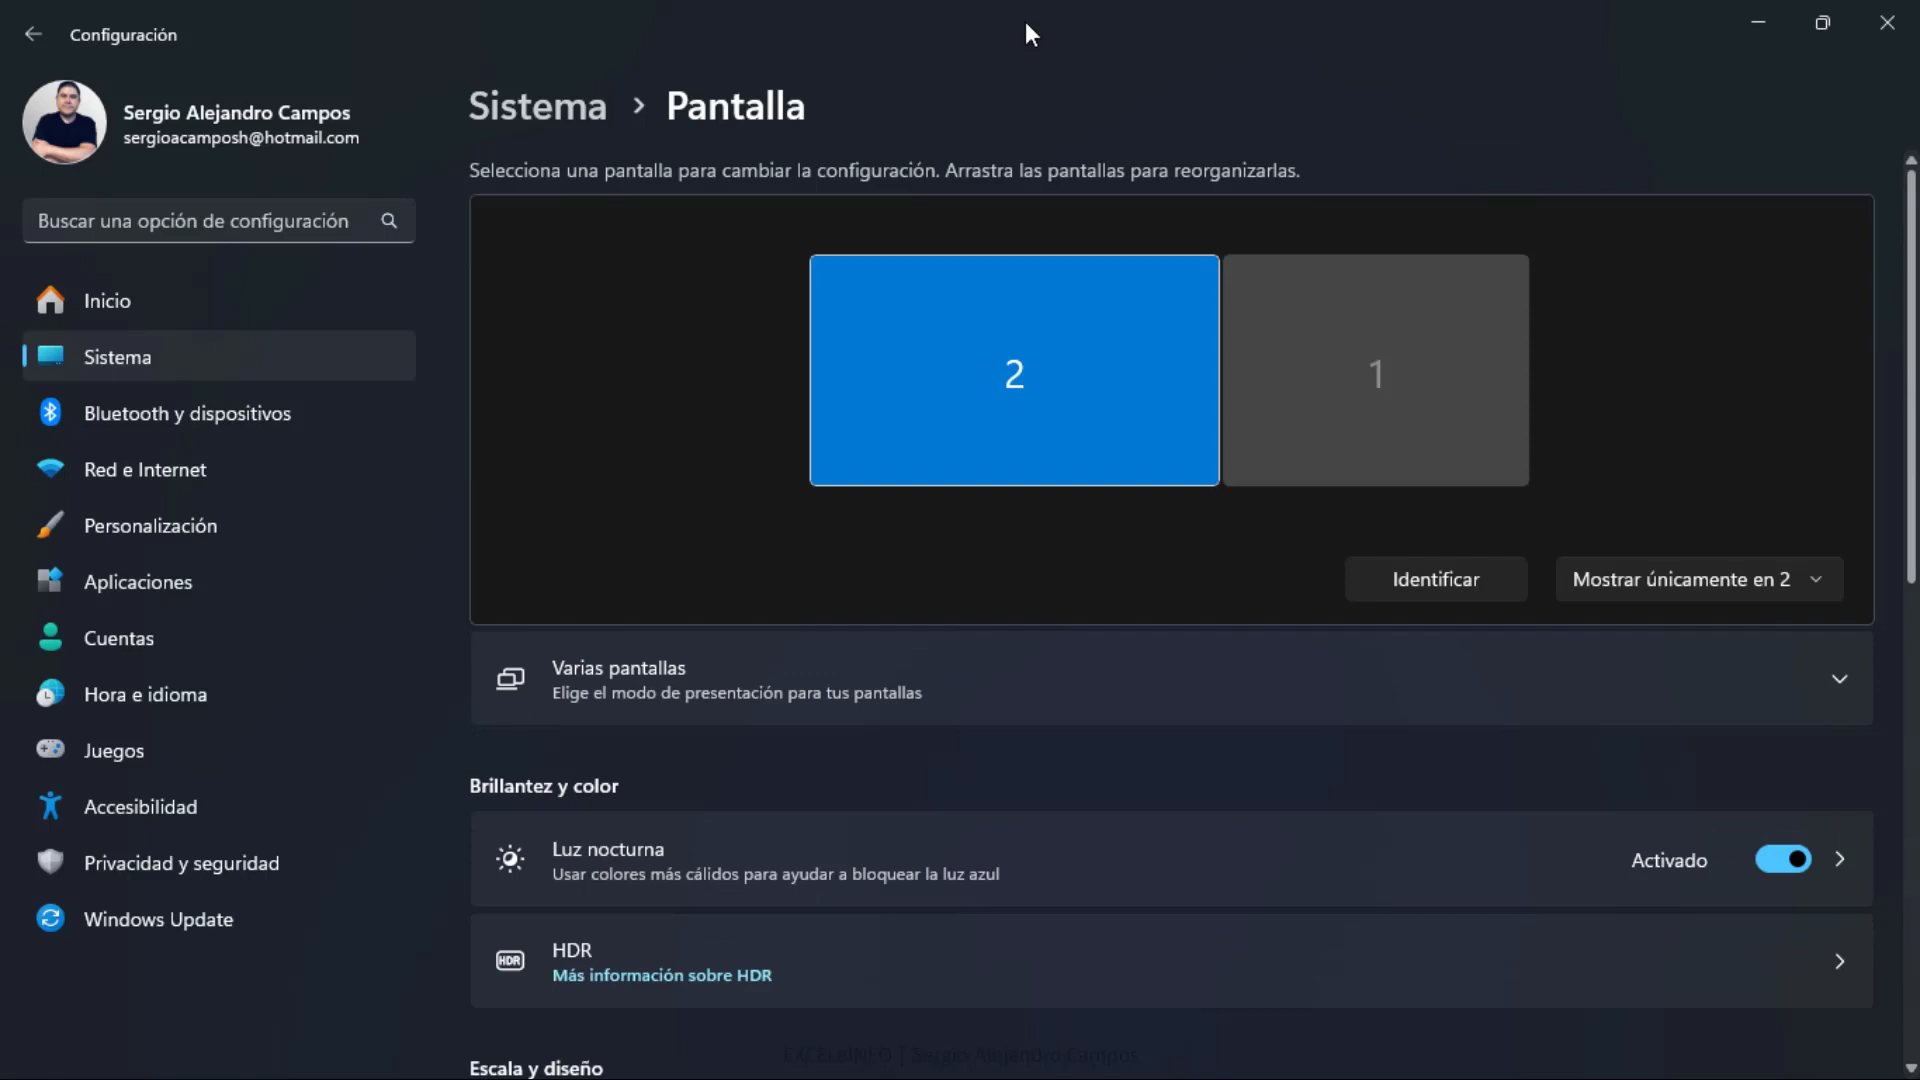 Configuración
Sergio Alejandro Campos
sergioacamposh@hotmail.com
Buscar una opción de configuración
Inicio
Sistema
Bluetooth y dispositivos
Red e Internet
Personalización
Aplicaciones
Cuentas
Hora e idioma
Juegos
Accesibilidad
Privacidad y seguridad
Windows Update
Sistema > Pantalla
Selecciona una pantalla para cambiar la configuración. Arrastra las pantallas para reorganizarlas.
2
1
Identificar
Mostrar únicamente en 2
Varias pantallas
Elige el modo de presentación para tus pantallas
Brillantez y color
Luz nocturna
Usar colores más cálidos para ayudar a bloquear la luz azul
Activado
HDR
HDR
Más información sobre HDR
Escala y diseño
| Sergio Alejandro Campos